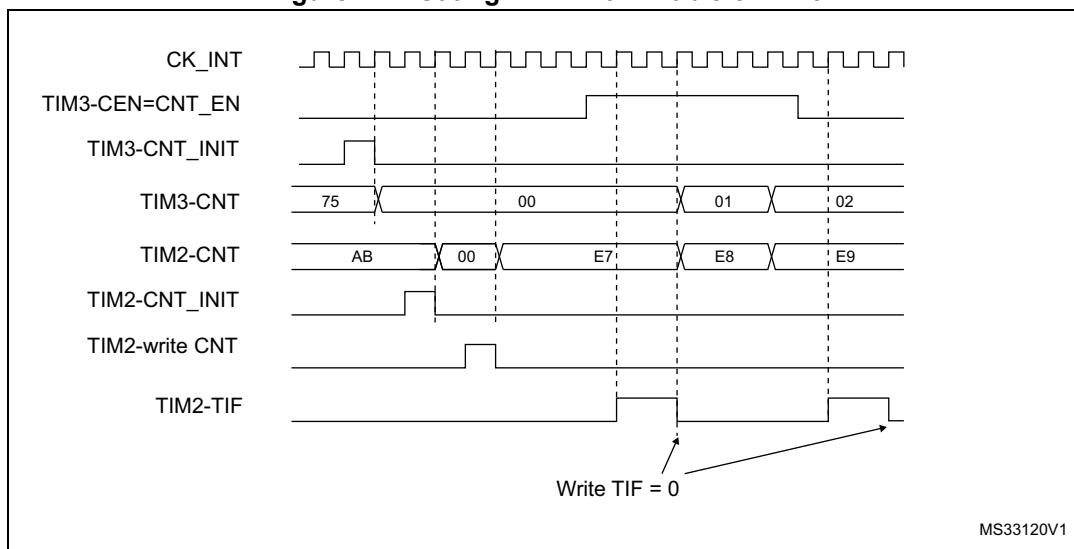 CK_INT
TIM3-CEN=CNT_EN
TIM3-CNT_INIT
TIM3-CNT 75 00 01 02
TIM2-CNT AB 00 E7 E8 E9
TIM2-CNT_INIT
TIM2-write CNT
TIM2-TIF
Write TIF = 0
MS33120V1